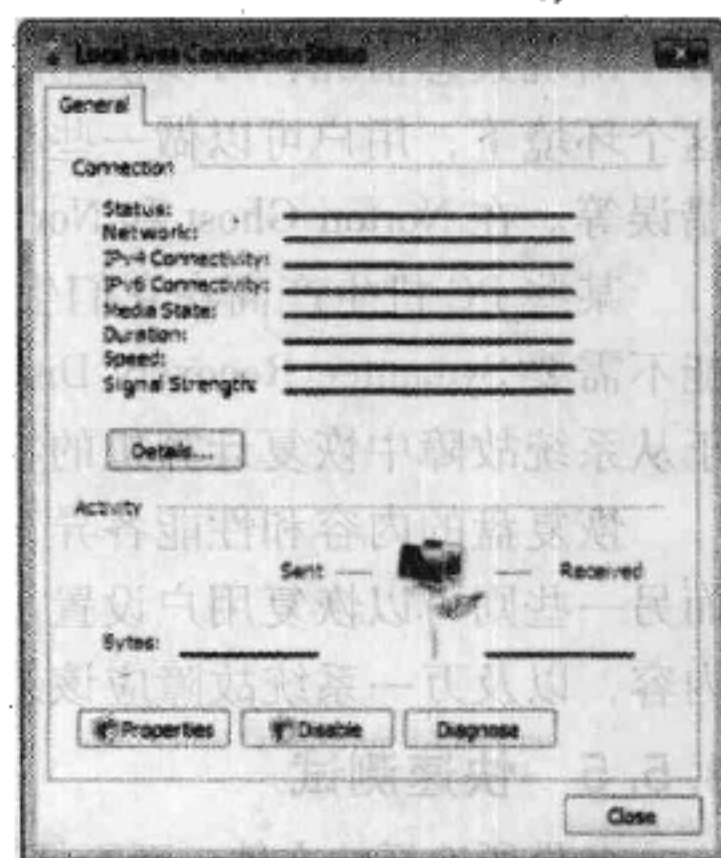 Local Area Connection Status
General
Connection
Status:
Network:
IPv4 Connectivity:
IPv6 Connectivity:
Media State:
Duration:
Speed:
Signal Strength:
Details...
Activity
Sent — — Received
Bytes:
Properties Disable Diagnose
Close